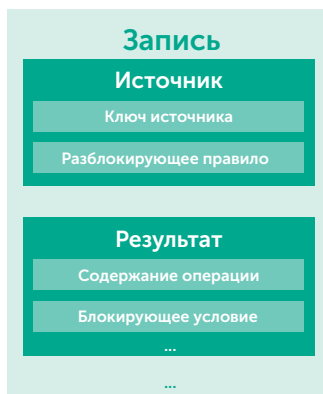 Запись
Источник
Ключ источника
Разблокирующее правило
Результат
Содержание операции
Блокирующее условие
...
...